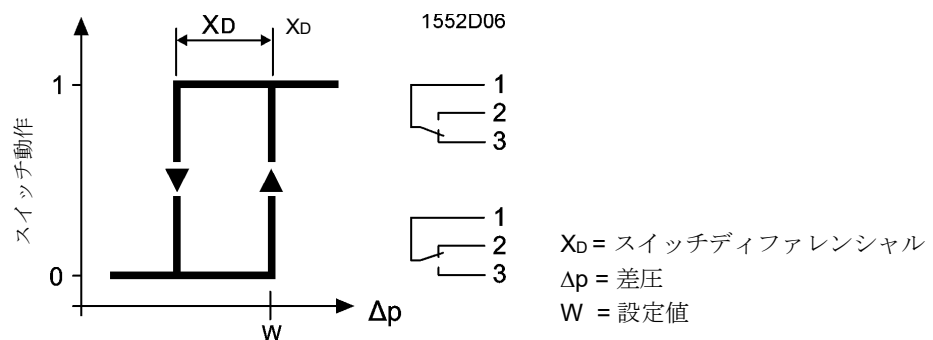 XD XD 1552D06
1
スイッチ動作
0
W
Δp
1
2
3
1
2
3
XD = スイッチディファレンシャル
Δp = 差圧
W = 設定値